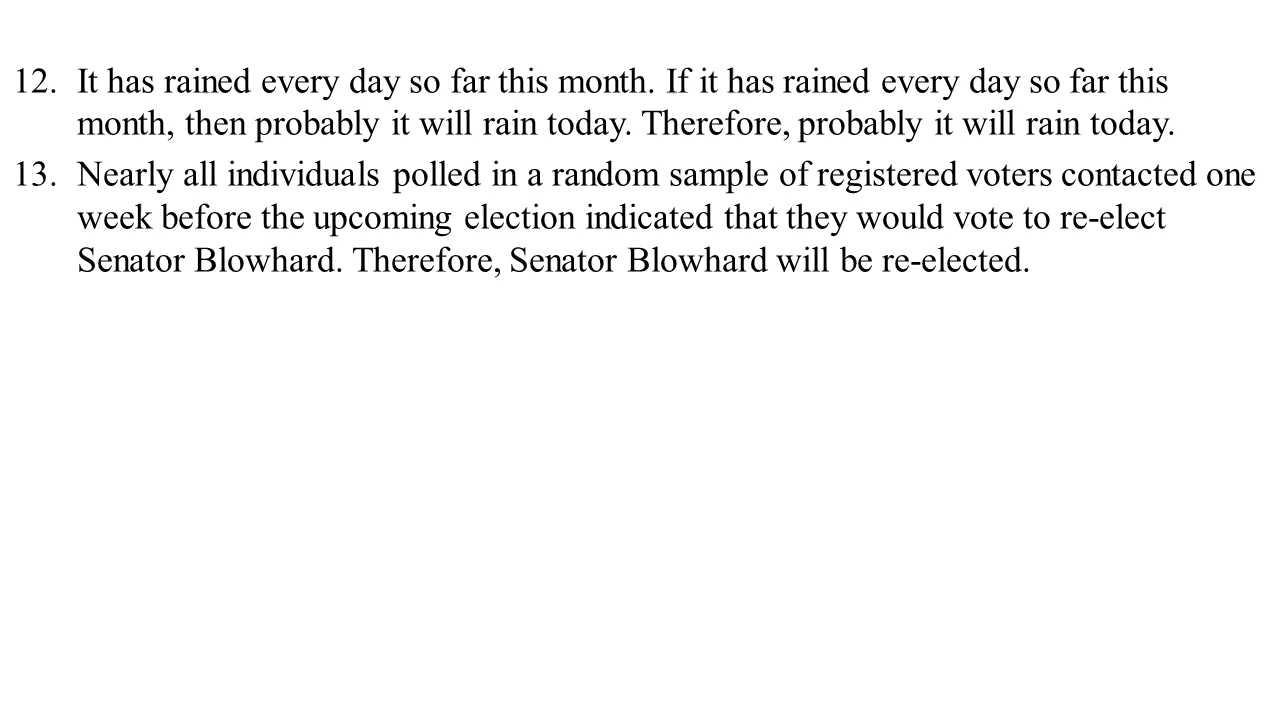 12. It has rained every day so far this month. If it has rained every day so far this
month, then probably it will rain today. Therefore, probably it will rain today.
13. Nearly all individuals polled in a random sample of registered voters contacted one
week before the upcoming election indicated that they would vote to re-elect
Senator Blowhard. Therefore, Senator Blowhard will be re-elected.